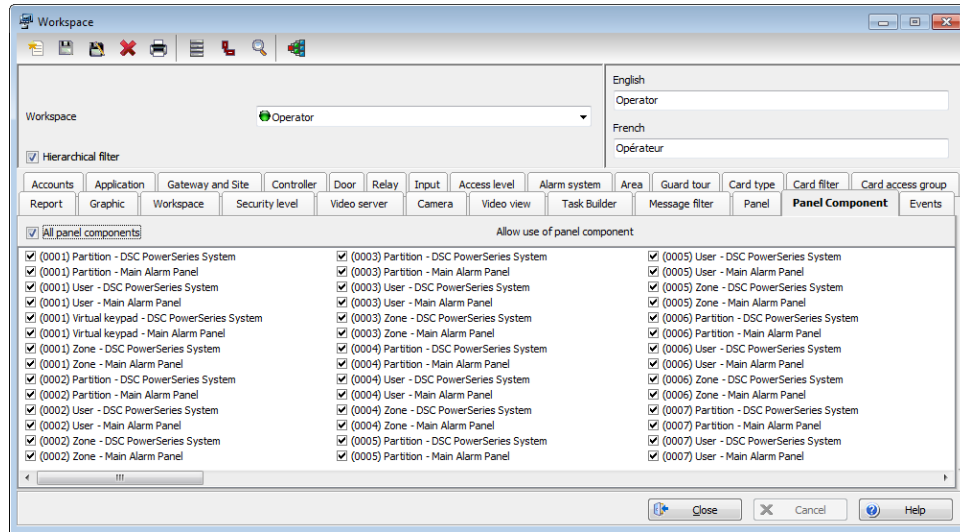 Workspace
English
Operator
Workspace
Operator
French
Opérateur
Hierarchical filter
Accounts Application Gateway and Site Controller Door Relay Input Access level Alarm system Area Guard tour Card type Card filter Card access group
Report Graphic Workspace Security level Video server Camera Video view Task Builder Message filter Panel Panel Component Events
All panel components Allow use of panel component
(0001) Partition - DSC PowerSeries System (0003) Partition - DSC PowerSeries System (0005) User - DSC PowerSeries System
(0001) Partition - Main Alarm Panel (0003) Partition - Main Alarm Panel (0005) User - Main Alarm Panel
(0001) User - DSC PowerSeries System (0003) User - DSC PowerSeries System (0005) Zone - DSC PowerSeries System
(0001) User - Main Alarm Panel (0003) User - Main Alarm Panel (0005) Zone - Main Alarm Panel
(0001) Virtual keypad - DSC PowerSeries System (0003) Zone - DSC PowerSeries System (0006) Partition - DSC PowerSeries System
(0001) Virtual keypad - Main Alarm Panel (0003) Zone - Main Alarm Panel (0006) Partition - Main Alarm Panel
(0001) Zone - DSC PowerSeries System (0004) Partition - DSC PowerSeries System (0006) User - DSC PowerSeries System
(0001) Zone - Main Alarm Panel (0004) Partition - Main Alarm Panel (0006) User - Main Alarm Panel
(0002) Partition - DSC PowerSeries System (0004) User - DSC PowerSeries System (0006) Zone - DSC PowerSeries System
(0002) Partition - Main Alarm Panel (0004) User - Main Alarm Panel (0006) Zone - Main Alarm Panel
(0002) User - DSC PowerSeries System (0004) Zone - DSC PowerSeries System (0007) Partition - DSC PowerSeries System
(0002) User - Main Alarm Panel (0004) Zone - Main Alarm Panel (0007) Partition - Main Alarm Panel
(0002) Zone - DSC PowerSeries System (0005) Partition - DSC PowerSeries System (0007) User - DSC PowerSeries System
(0002) Zone - Main Alarm Panel (0005) Partition - Main Alarm Panel (0007) User - Main Alarm Panel
Close Cancel Help